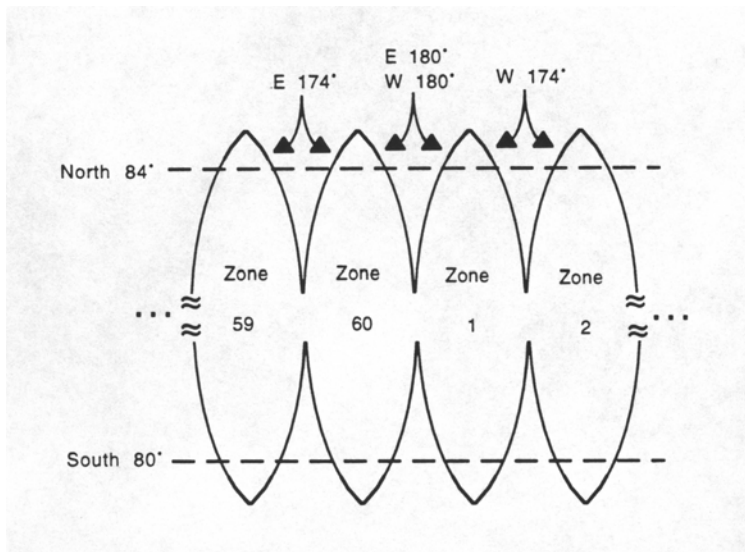 E 180°
E 174° W 180° W 174°
North 84°
Zone Zone Zone Zone
... 59 60 1 2 ...
South 80°